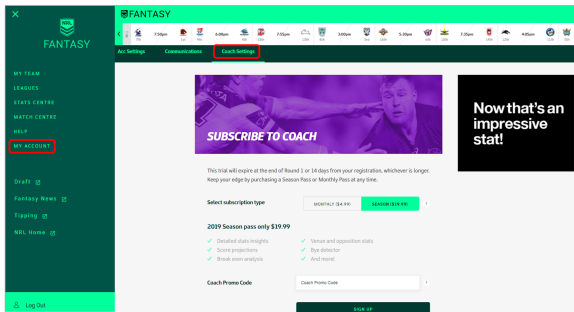 NRL
FANTASY
MY TEAM
LEAGUES
STATS CENTRE
MATCH CENTRE
HELP
MY ACCOUNT
Draft
Fantasy News
Tipping
NRL Home
Log Out
FANTASY
7:50pm
6:00pm
7:55pm
3:00pm
5:30pm
7:35pm
4:05pm
Acc Settings Communications Coach Settings
SUBSCRIBE TO COACH
Now that's an
impressive
stat!
This trial will expire at the end of Round 1 or 14 days from your registration, whichever is longer.
Keep your edge by purchasing a Season Pass or Monthly Pass at any time.
Select subscription type MONTHLY ($4.99) SEASON ($19.99)
2019 Season pass only $19.99
Detailed stats insights Venue and opposition stats
Score projections Bye detector
Break even analysis And more!
Coach Promo Code Coach Promo Code
SIGN UP